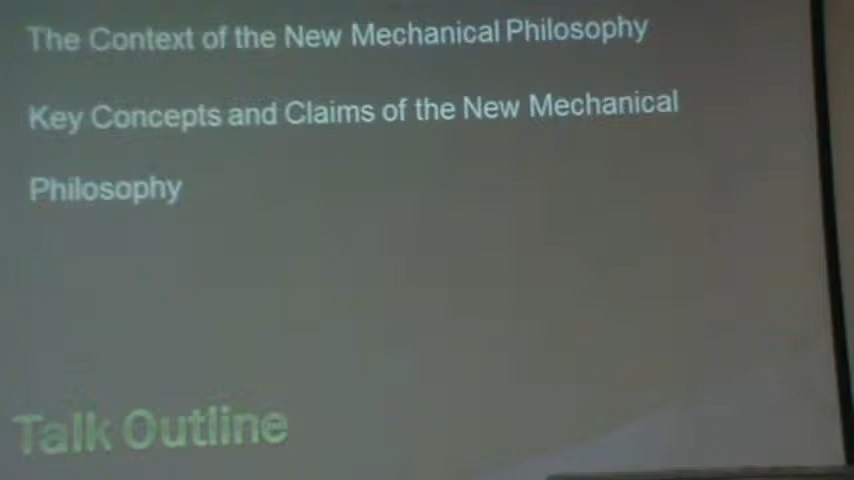 The Context of the New Mechanical Philosophy
Key Concepts and Claims of the New Mechanical
Philosophy
Talk Outline